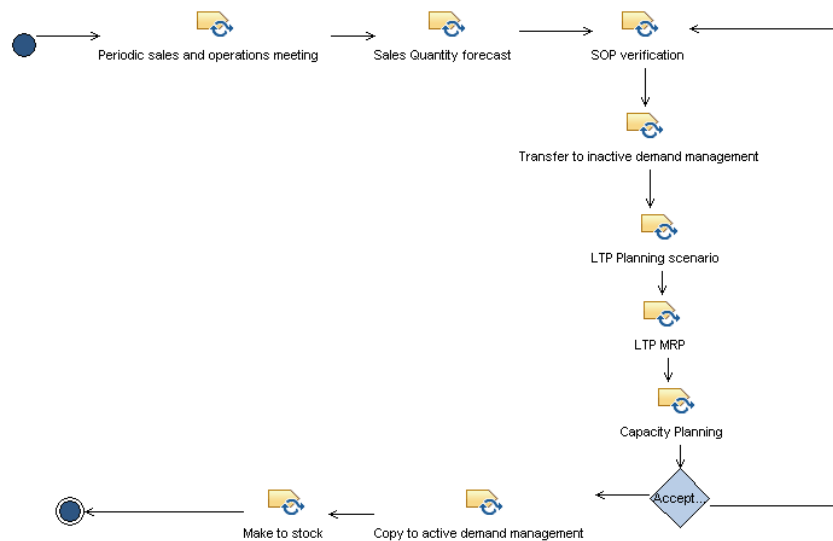 Periodic sales and operations meeting
Sales Quantity forecast
SOP verification
Transfer to inactive demand management
LTP Planning scenario
LTP MRP
Capacity Planning
Accept...
Copy to active demand management
Make to stock